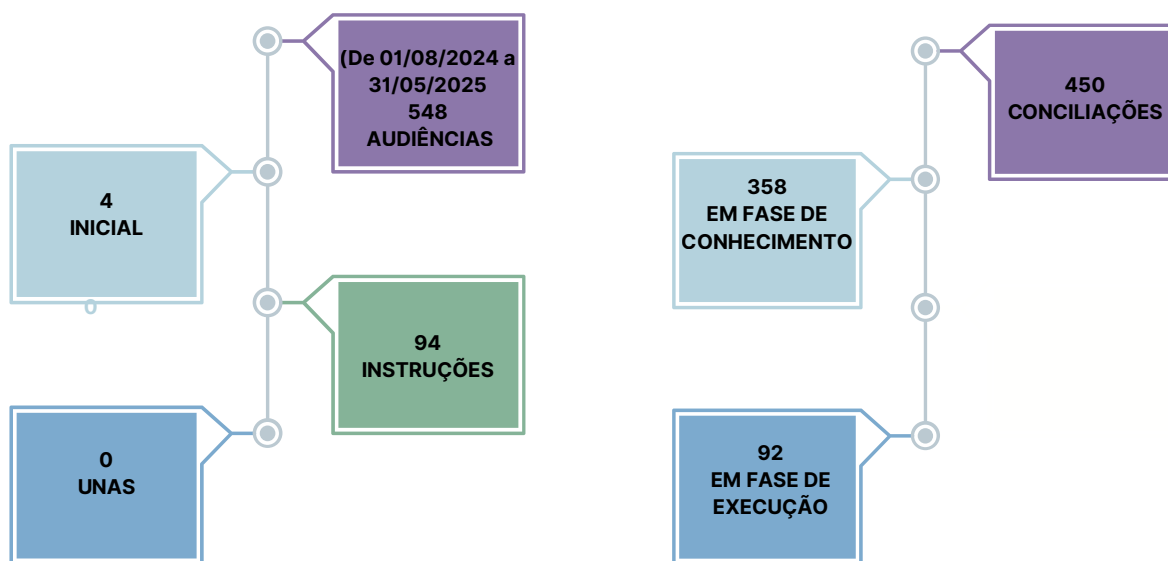 (De 01/08/2024 a
31/05/2025
548
AUDIÊNCIAS
4
INICIAL
0
94
INSTRUÇÕES
0
UNAS
450
CONCILIAÇÕES
358
EM FASE DE
CONHECIMENTO
92
EM FASE DE
EXECUÇÃO